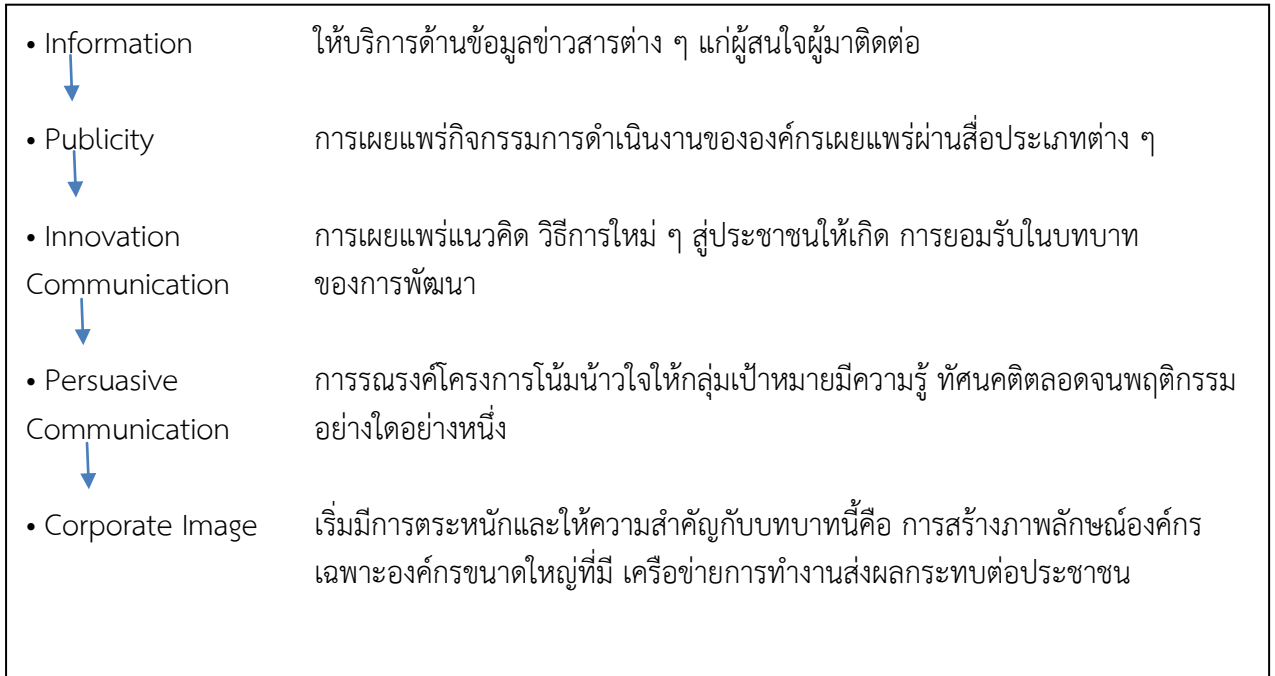 • Information ให้บริการด้านข้อมูลข่าวสารต่าง ๆ แก่ผู้สนใจผู้มาติดต่อ
• Publicity การเผยแพร่กิจกรรมการดำเนินงานขององค์กรเผยแพร่ผ่านสื่อประเภทต่าง ๆ
• Innovation การเผยแพร่แนวคิด วิธีการใหม่ ๆ สู่ประชาชนให้เกิด การยอมรับในบทบาท
Communication ของการพัฒนา
• Persuasive การรณรงค์โครงการโน้มน้าวใจให้กลุ่มเป้าหมายมีความรู้ ทัศนคติตลอดจนพฤติกรรม
Communication อย่างใดอย่างหนึ่ง
• Corporate Image เริ่มมีการตระหนักและให้ความสำคัญกับบทบาทนี้คือ การสร้างภาพลักษณ์องค์กร
เฉพาะองค์กรขนาดใหญ่ที่มี เครือข่ายการทำงานส่งผลกระทบต่อประชาชน